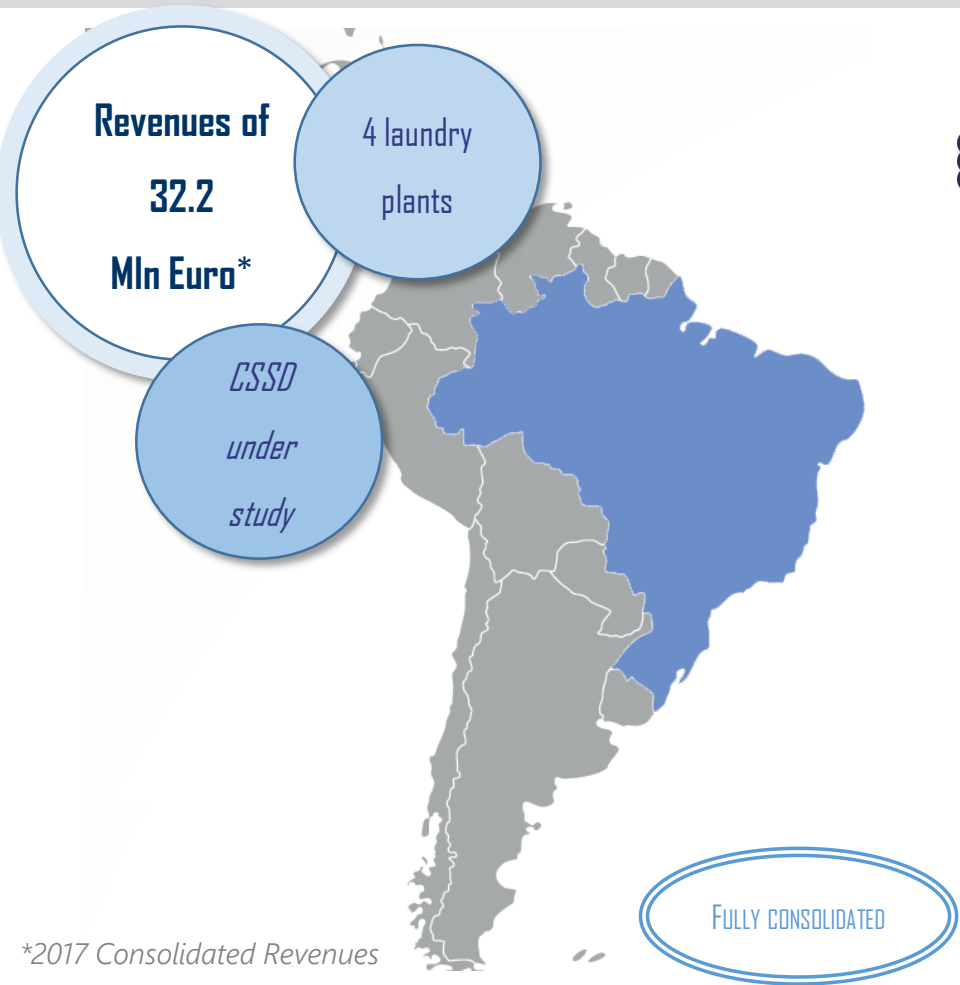 Revenues of
32.2
Mln Euro*
4 laundry
plants
CSSD
under
study
FULLY CONSOLIDATED
*2017 Consolidated Revenues